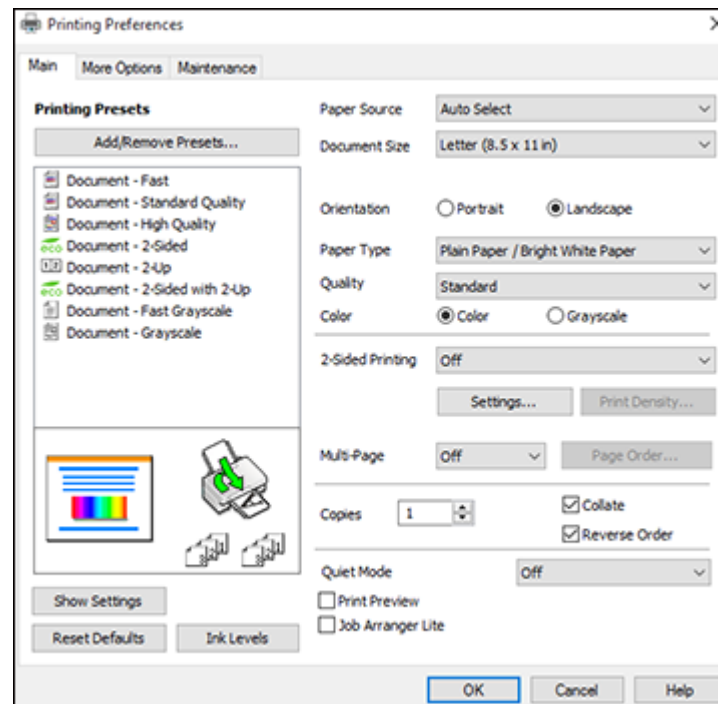 Printing Preferences
Main More Options Maintenance
Printing Presets
Add/Remove Presets...
Document - Fast
Document - Standard Quality
Document - High Quality
eco Document - 2-Sided
1 2 Document - 2-Up
eco Document - 2-Sided with 2-Up
Document - Fast Grayscale
Document - Grayscale
Show Settings
Reset Defaults Ink Levels
Paper Source Auto Select
Document Size Letter (8.5 x 11 in)
Orientation Portrait Landscape
Paper Type Plain Paper / Bright White Paper
Quality Standard
Color Color Grayscale
2-Sided Printing Off
Settings... Print Density...
Multi-Page Off Page Order...
Copies 1 Collate
Reverse Order
Quiet Mode Off
Print Preview
Job Arranger Lite
OK Cancel Help